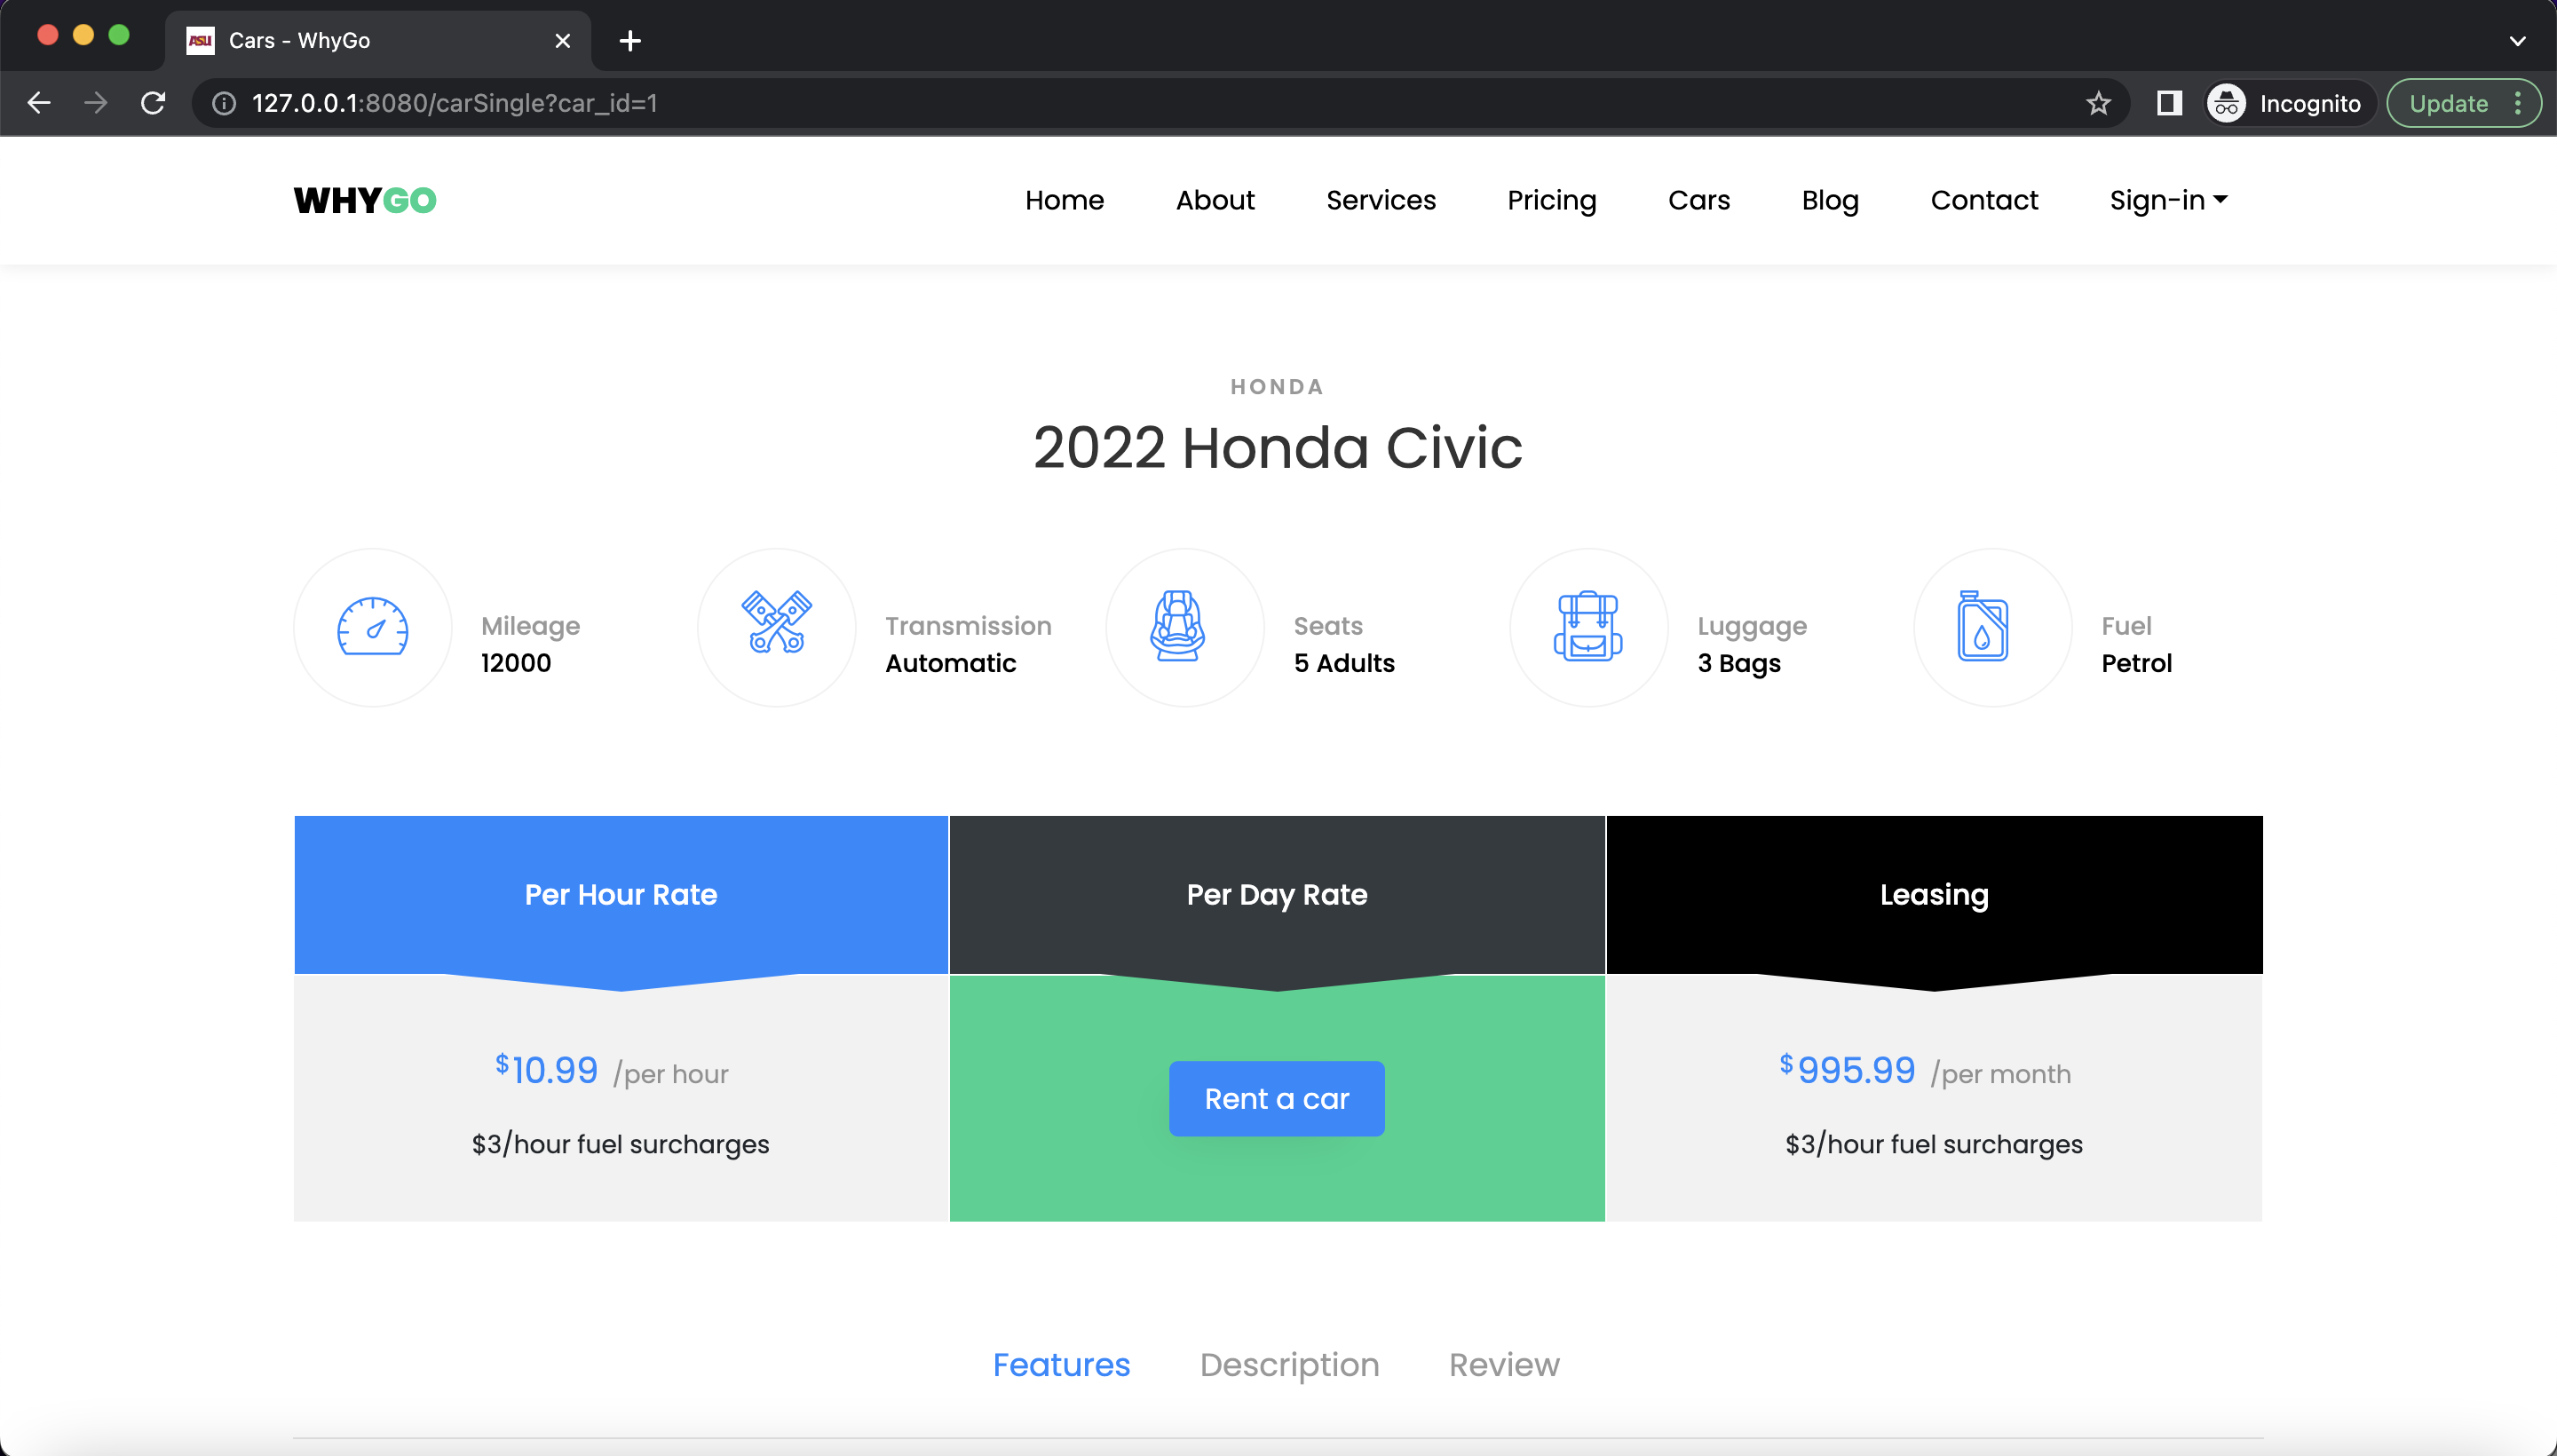 ASU Cars - WhyGo
127.0.0.1:8080/carSingle?car_id=1
Incognito
Update
WHYGO
Home About Services Pricing Cars Blog Contact Sign-in
HONDA
2022 Honda Civic
Mileage
12000
Transmission
Automatic
Seats
5 Adults
Luggage
3 Bags
Fuel
Petrol
Per Hour Rate
Per Day Rate
Leasing
$10.99 /per hour
$3/hour fuel surcharges
Rent a car
$995.99 /per month
$3/hour fuel surcharges
Features Description Review